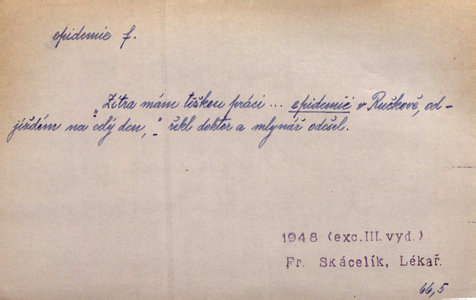 epidemie f.
"Zítra mám těžkou práci ... epidemie v Ručkově, od-
jíždím na celý den," řekl doktor a mlynář odešel.
1948 (exc.III.vyd.)
Fr. Skácelík, Lékař.
66,5